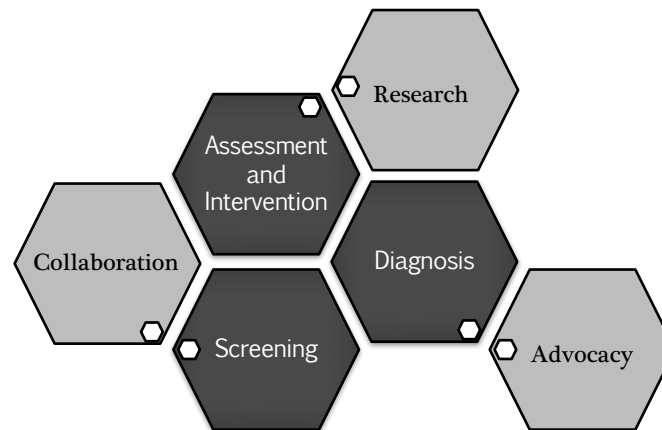 Research
Assessment
and
Intervention
Collaboration
Diagnosis
Screening
Advocacy